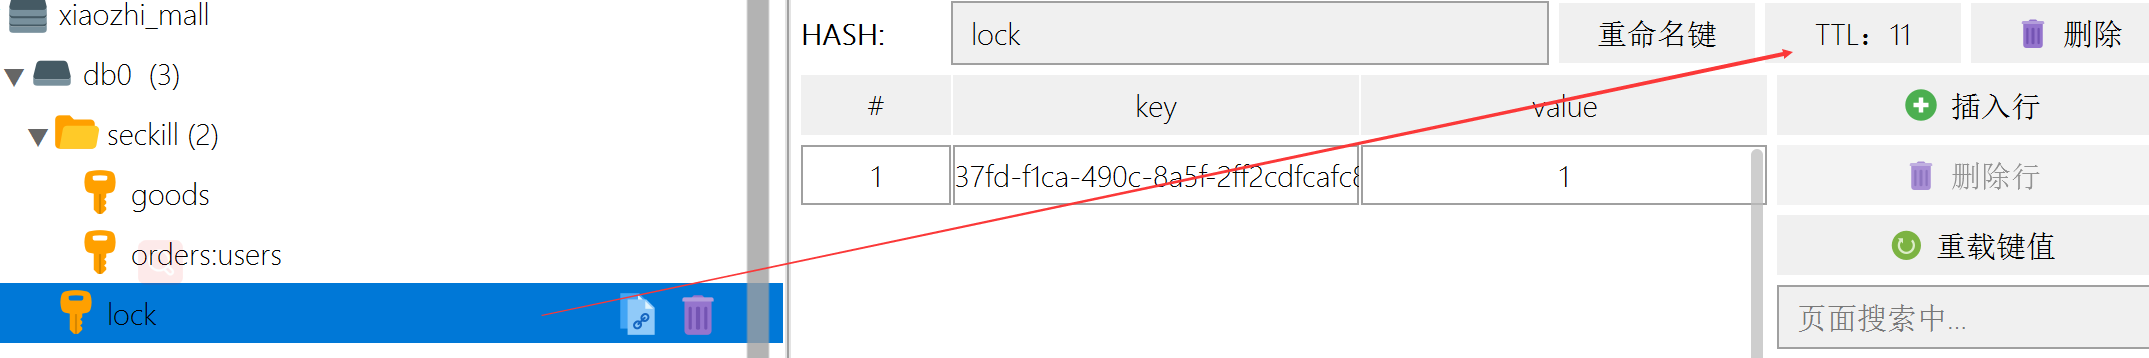 xiaozhi_mall
db0 (3)
seckill (2)
goods
orders:users
lock
HASH:
lock
重命名键
TTL：11
删除
# key value
1 37fd-f1ca-490c-8a5f-2ff2cdfcafc8 1
插入行
删除行
重载键值
页面搜索中...